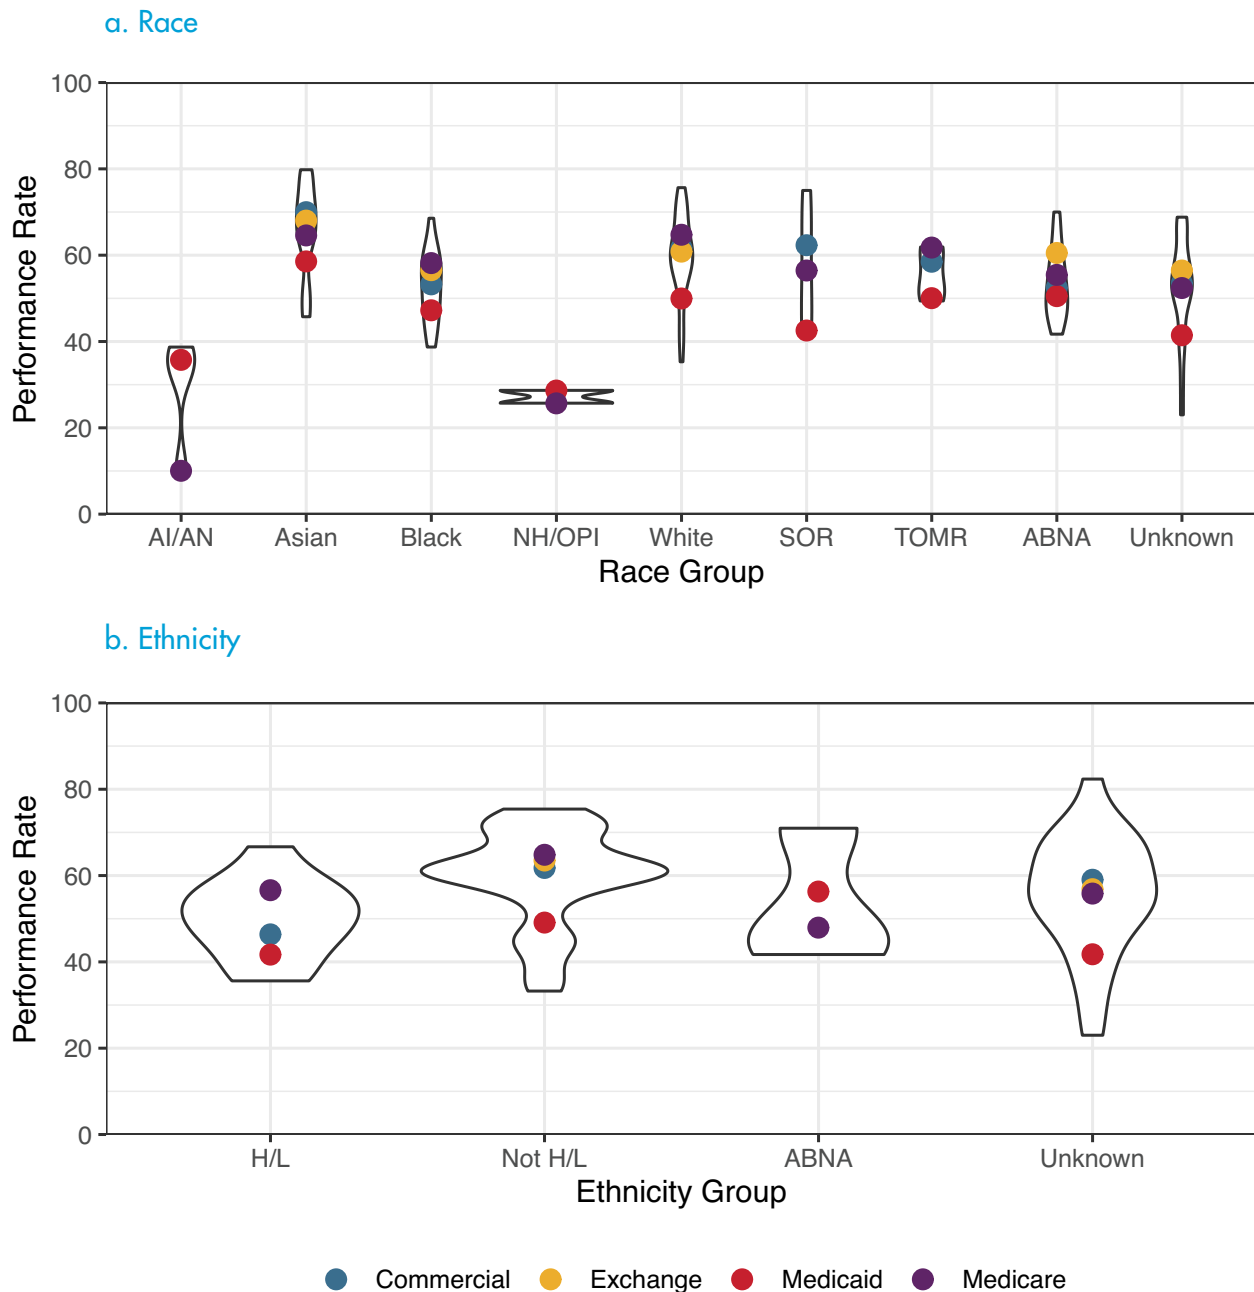 a. Race
100
80
60
40
20
0
Performance Rate
AI/AN Asian Black NH/OPI White SOR TOMR ABNA Unknown
Race Group
b. Ethnicity
100
80
60
40
20
0
Performance Rate
H/L Not H/L ABNA Unknown
Ethnicity Group
Commercial Exchange Medicaid Medicare